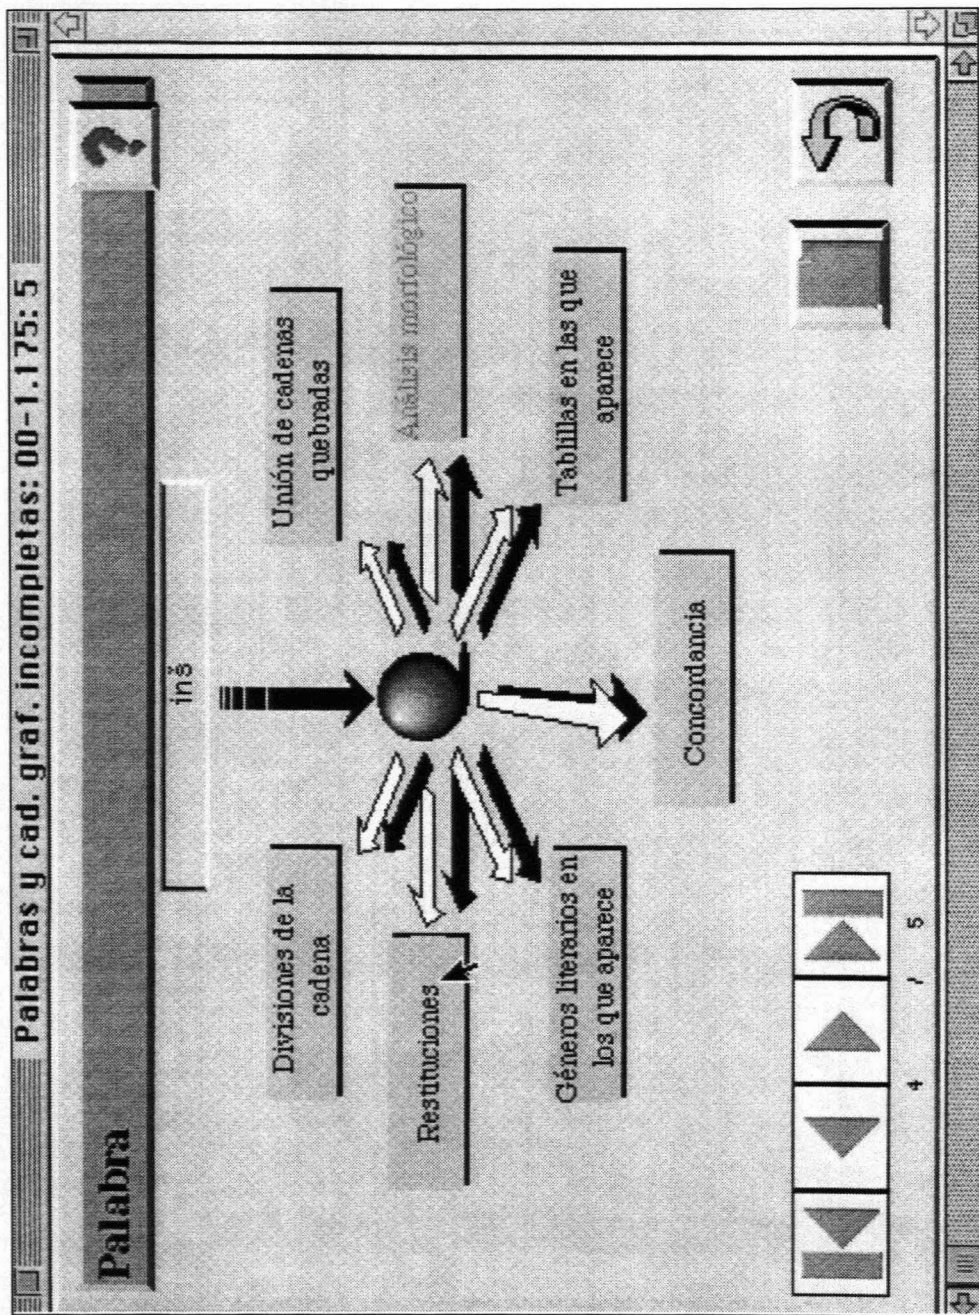 Palabras y cad. graf. incompletas: 00-1.175: 5
Palabra
?
inš
Divisiones de la
cadena
Unión de cadenas
quebradas
Restituciones
Análisis morfológico
Géneros literarios en
los que aparece
Tablillas en las que
aparece
Concordancia
4 / 5